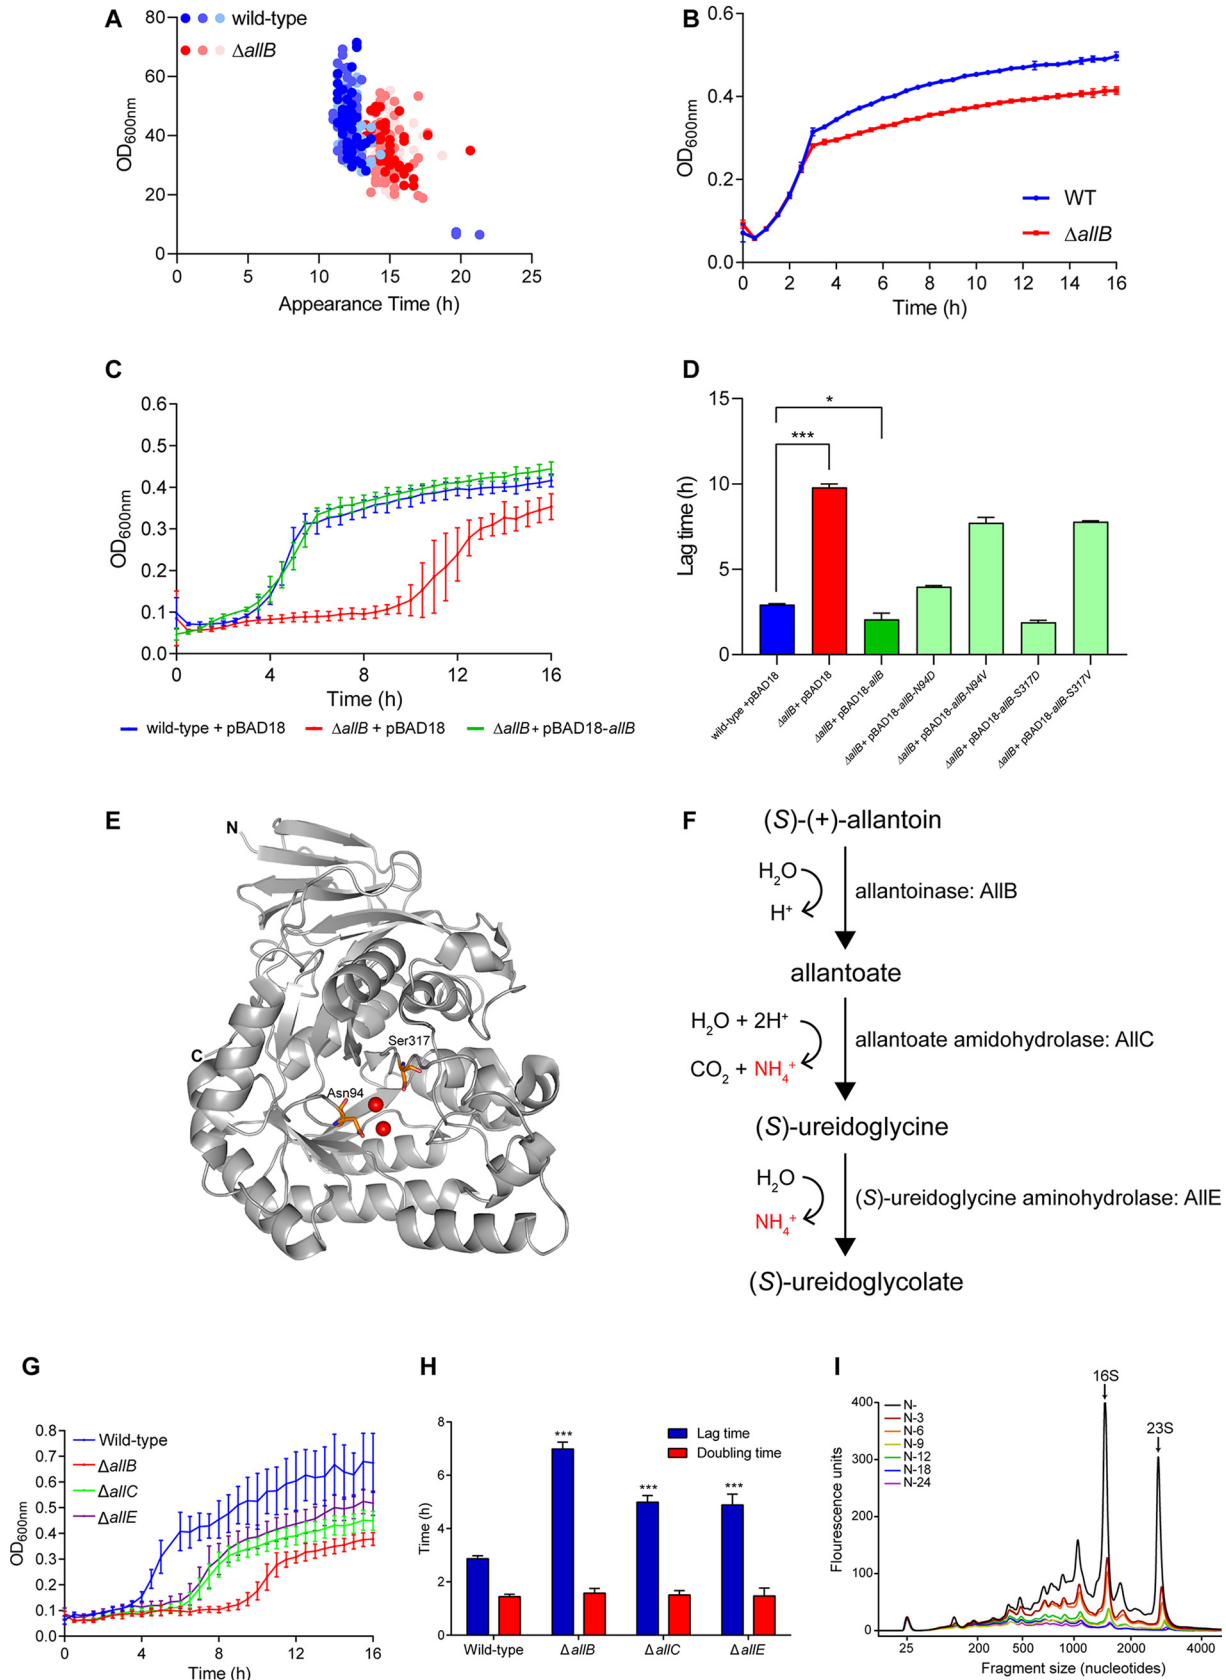 A
80
60
40
20
0
OD600nm
wild-type
ΔallB
0 5 10 15 20 25
Appearance Time (h)
B
0.6
0.4
0.2
0.0
OD600nm
WT
ΔallB
0 2 4 6 8 10 12 14 16
Time (h)
C
0.6
0.5
0.4
0.3
0.2
0.1
0.0
OD600nm
0 4 8 12 16
Time (h)
wild-type + pBAD18 ΔallB + pBAD18 ΔallB + pBAD18-allB
D
15
10
5
0
Lag time (h)
*
***
wild-type +pBAD18
ΔallB+ pBAD18
ΔallB+ pBAD18-allB
ΔallB+ pBAD18-allB-N94D
ΔallB+ pBAD18-allB-N94V
ΔallB+ pBAD18-allB-S317D
ΔallB+ pBAD18-allB-S317V
E
N
C
Ser317
Asn94
F
(S)-(+)-allantoin
H2O
H+
allantoinase: AllB
allantoate
H2O + 2H+
CO2 + NH4+
allantoate amidohydrolase: AllC
(S)-ureidoglycine
H2O
NH4+
(S)-ureidoglycine aminohydrolase: AllE
(S)-ureidoglycolate
G
0.8
0.7
0.6
0.5
0.4
0.3
0.2
0.1
0.0
OD600nm
Wild-type
ΔallB
ΔallC
ΔallE
0 4 8 12 16
Time (h)
H
8
6
4
2
0
Time (h)
Lag time
Doubling time
***
***
***
Wild-type ΔallB ΔallC ΔallE
I
400
300
200
100
0
Flourescence units
N-
N-3
N-6
N-9
N-12
N-18
N-24
16S
23S
25 200 500 1000 2000 4000
Fragment size (nucleotides)